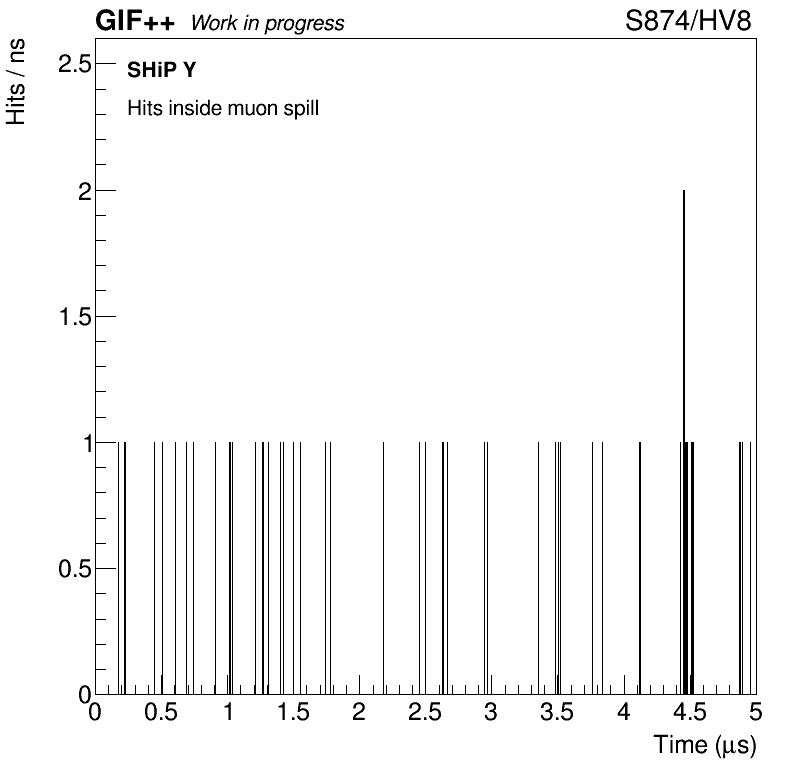 GIF++ Work in progress S874/HV8
Hits / ns
SHiP Y
Hits inside muon spill
2.5
2
1.5
1
0.5
0
0 0.5 1 1.5 2 2.5 3 3.5 4 4.5 5
Time (μs)